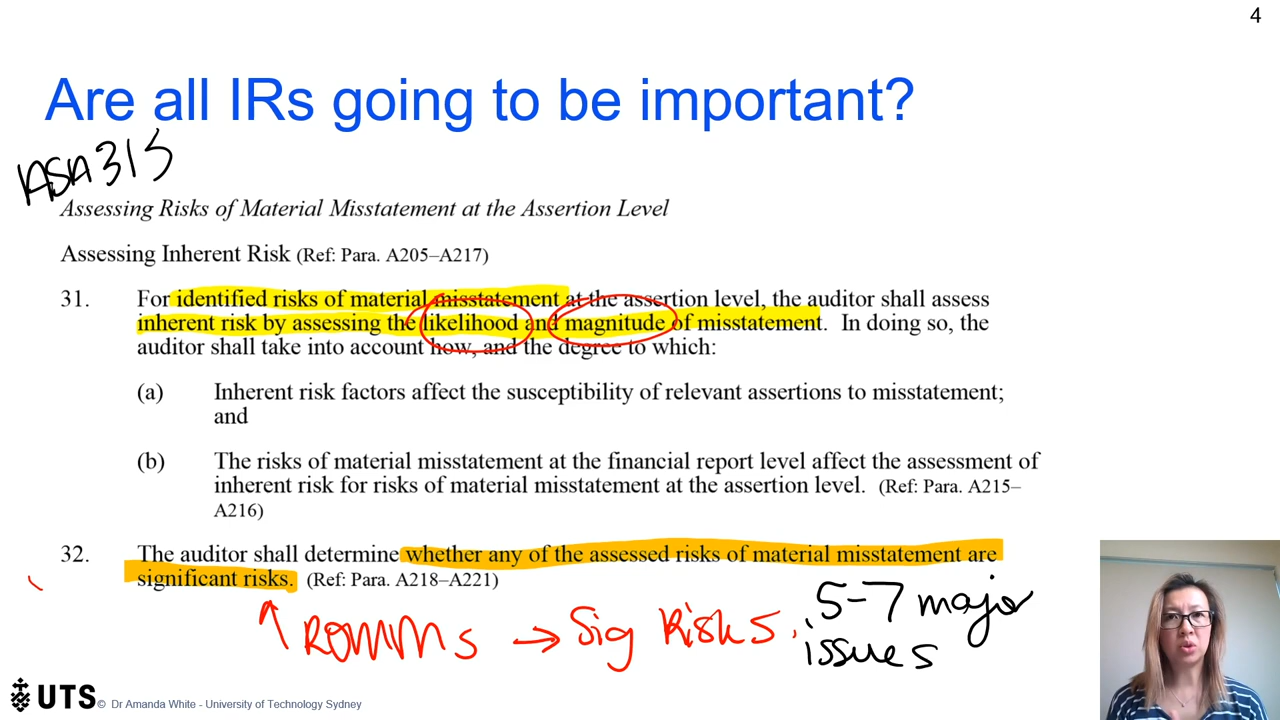 4
Are all IRs going to be important?
ASA315
Assessing Risks of Material Misstatement at the Assertion Level
Assessing Inherent Risk (Ref: Para. A205–A217)
31. For identified risks of material misstatement at the assertion level, the auditor shall assess
inherent risk by assessing the likelihood and magnitude of misstatement. In doing so, the
auditor shall take into account how, and the degree to which:
(a) Inherent risk factors affect the susceptibility of relevant assertions to misstatement;
and
(b) The risks of material misstatement at the financial report level affect the assessment of
inherent risk for risks of material misstatement at the assertion level. (Ref: Para. A215–
A216)
32. The auditor shall determine whether any of the assessed risks of material misstatement are
significant risks. (Ref: Para. A218–A221)
↑ ROMMs → Sig Risks.
5-7 major
issues
UTS © Dr Amanda White - University of Technology Sydney